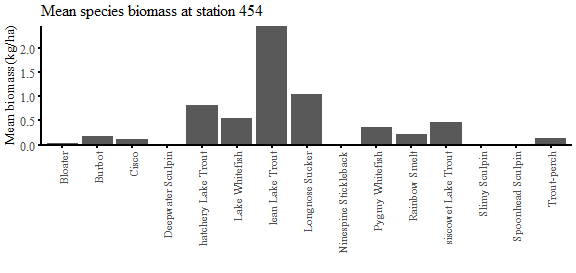 Mean species biomass at station 454
Mean biomass (kg/ha)
2.0
1.5
1.0
0.5
0.0
Bloater
Burbot
Cisco
Deepwater Sculpin
hatchery Lake Trout
Lake Whitefish
lean Lake Trout
Longnose Sucker
Ninespine Stickleback
Pygmy Whitefish
Rainbow Smelt
siscowet Lake Trout
Slimy Sculpin
Spoonhead Sculpin
Trout-perch